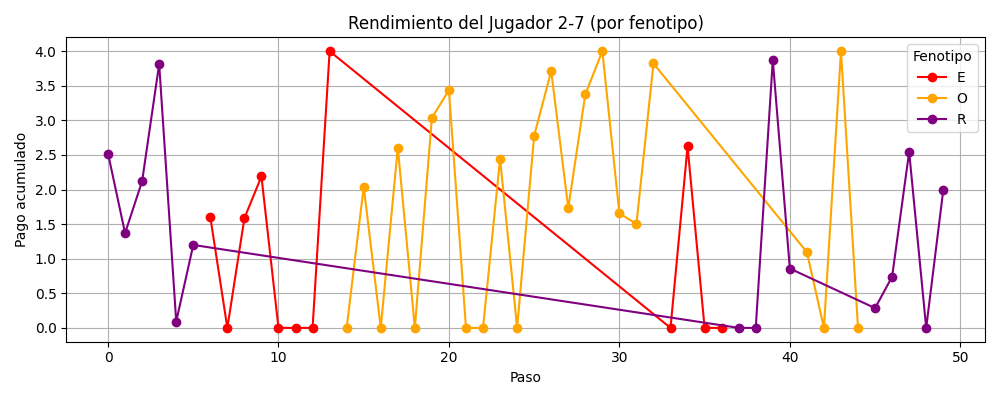 Rendimiento del Jugador 2-7 (por fenotipo)
Pago acumulado
4.0
3.5
3.0
2.5
2.0
1.5
1.0
0.5
0.0
Fenotipo
E
O
R
0 10 20 30 40 50
Paso